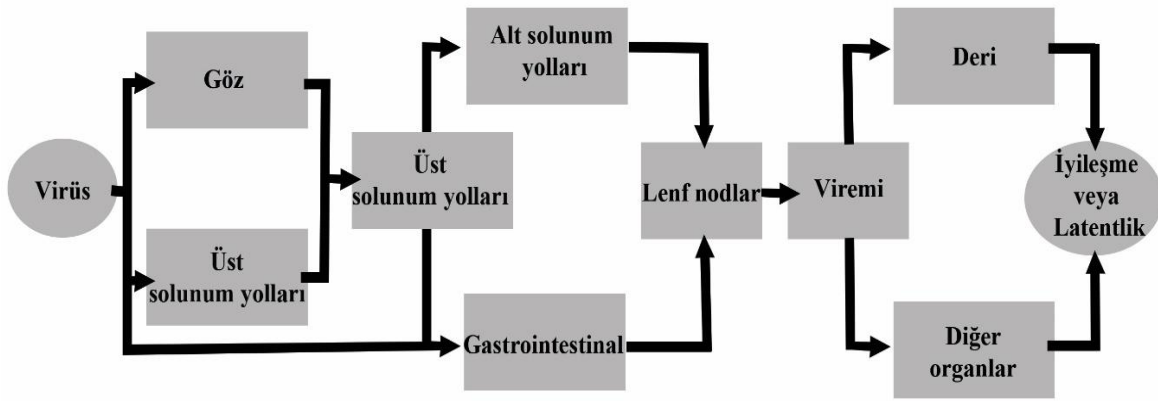 Virüs
Göz
Üst
solunum yolları
Üst
solunum yolları
Alt solunum
yolları
Gastrointestinal
Lenf nodlar
Viremi
Deri
Diğer
organlar
İyileşme
veya
Latentlik